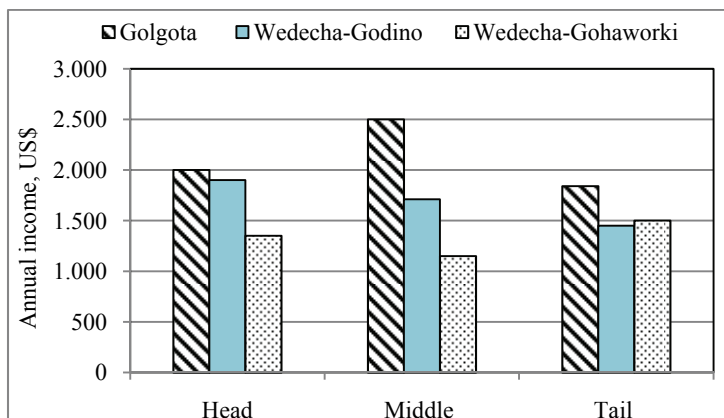 Golgota Wedecha-Godino Wedecha-Gohaworki
3.000
2.500
2.000
1.500
1.000
500
0
Annual income, US$
Head Middle Tail